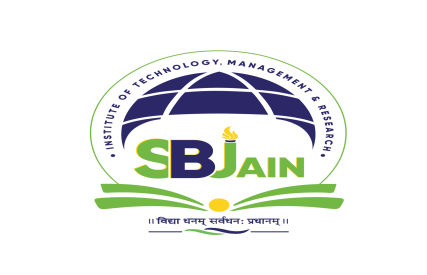 • INSTITUTE OF TECHNOLOGY, MANAGEMENT & RESEARCH •
SBJAIN
॥ विद्या धनम् सर्वधनः प्रधानम् ॥